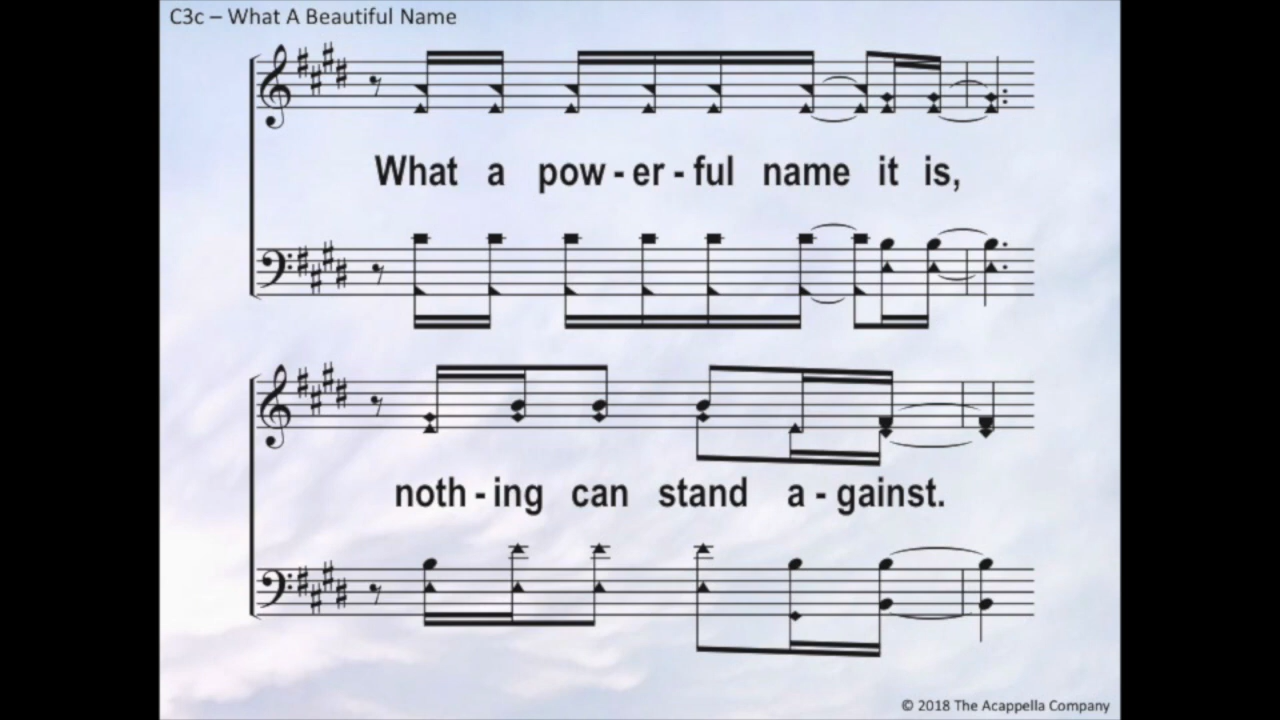 C3c – What A Beautiful Name
What a pow - er - ful name it is,
noth - ing can stand a - gainst.
© 2018 The Acappella Company